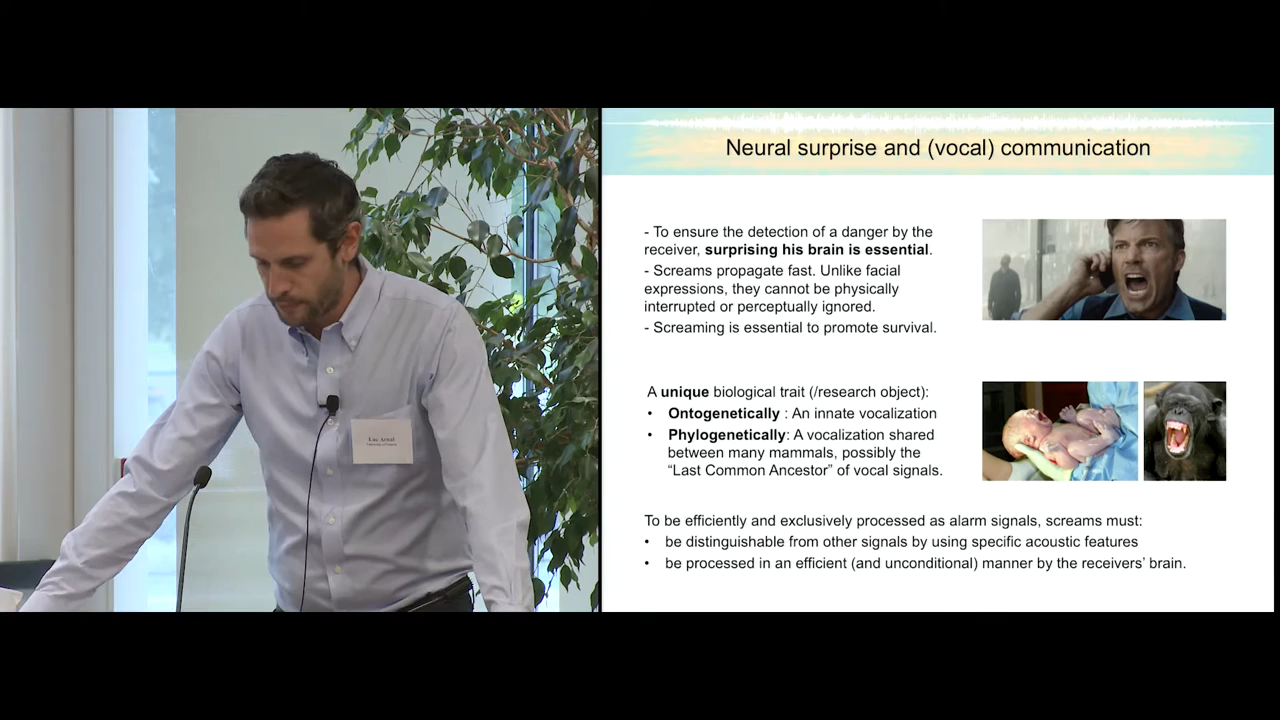 Neural surprise and (vocal) communication
- To ensure the detection of a danger by the
receiver, surprising his brain is essential.
- Screams propagate fast. Unlike facial
expressions, they cannot be physically
interrupted or perceptually ignored.
- Screaming is essential to promote survival.
A unique biological trait (/research object):
• Ontogenetically : An innate vocalization
• Phylogenetically: A vocalization shared
between many mammals, possibly the
“Last Common Ancestor” of vocal signals.
To be efficiently and exclusively processed as alarm signals, screams must:
• be distinguishable from other signals by using specific acoustic features
• be processed in an efficient (and unconditional) manner by the receivers’ brain.
Luc Arnal